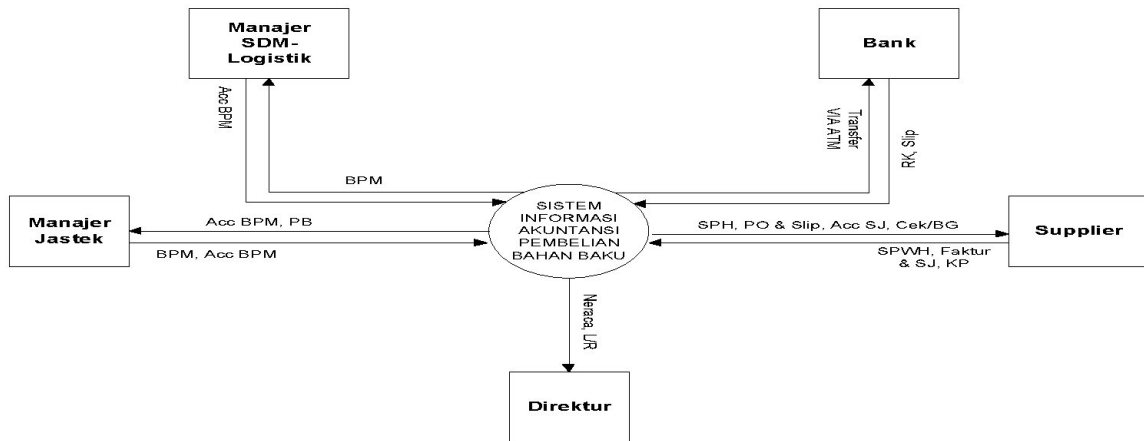 Manajer
SDM-
Logistik
Bank
Acc BPM
BPM
Transfer
VIA ATM
Slip, RK
Manajer
Jastek
Acc BPM, PB
BPM, Acc BPM
SISTEM
INFORMASI
AKUNTANSI
PEMBELIAN
BAHAN BAKU
SPH, PO & Slip, Acc SJ, Cek/BG
SPWH, Faktur
& SJ, KP
Supplier
Neraca, L/R
Direktur